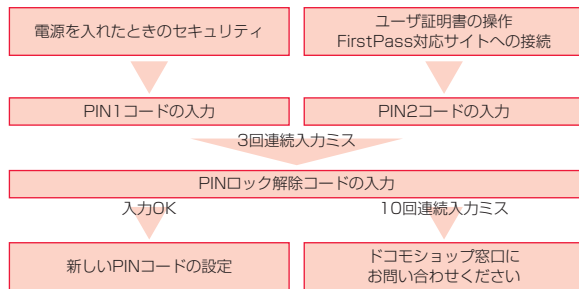 電源を入れたときのセキュリティ
ユーザ証明書の操作
FirstPass対応サイトへの接続
PIN1コードの入力
PIN2コードの入力
3回連続入力ミス
PINロック解除コードの入力
入力OK
10回連続入力ミス
新しいPINコードの設定
ドコモショップ窓口に
お問い合わせください